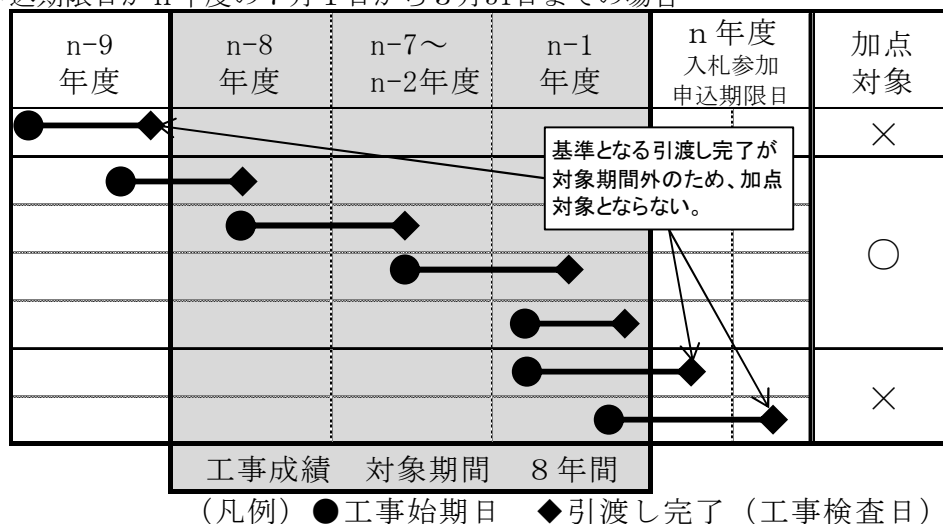 n-9
年度
n-8
年度
n-7～
n-2年度
n-1
年度
ｎ年度
入札参加
申込期限日
加点
対象
×
基準となる引渡し完了が
対象期間外のため、加点
対象とならない。
○
×
工事成績　対象期間　８年間
(凡例) ●工事始期日　◆引渡し完了（工事検査日）